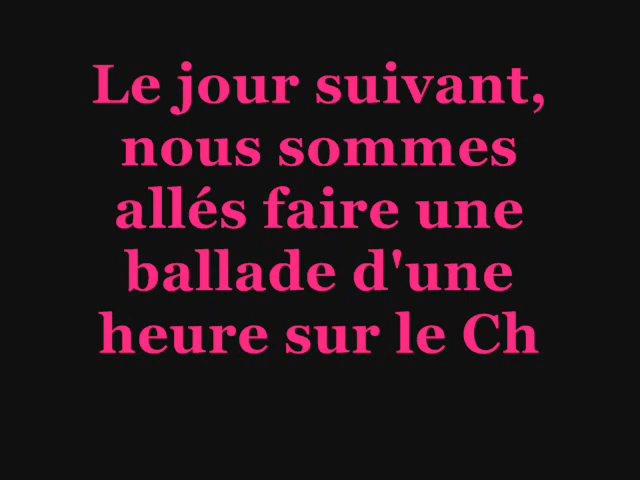 Le jour suivant,
nous sommes
allés faire une
ballade d'une
heure sur le Ch